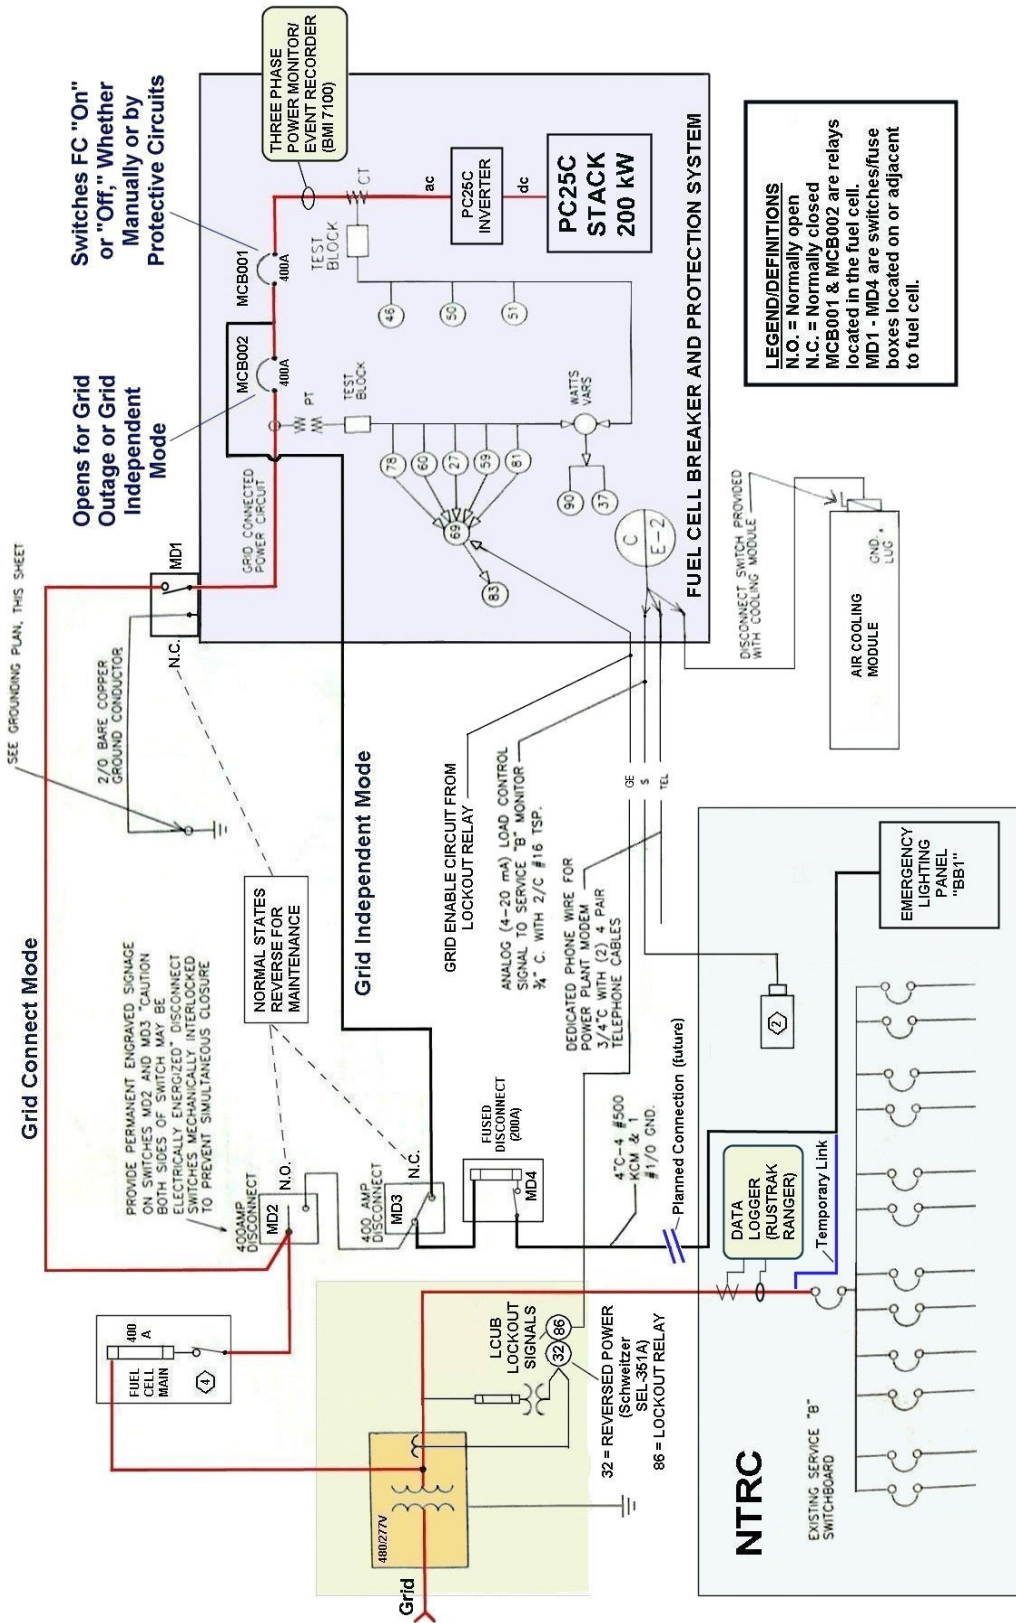 Grid Connect Mode
Switches FC "On"
or "Off," Whether
Manually or by
Protective Circuits
Opens for Grid
Outage or Grid
Independent
Mode
THREE PHASE
POWER MONITOR/
EVENT RECORDER
(BMI 7100)
SEE GROUNDING PLAN, THIS SHEET
2/0 BARE COPPER
GROUND CONDUCTOR
MD1
N.C.
GRID CONNECTED
POWER CIRCUIT
MCB002
400A
MCB001
400A
PT
TEST
BLOCK
TEST
BLOCK
CT
ac
PC25C
INVERTER
dc
PC25C
STACK
200 kW
46
50
51
78
60
27
59
81
69
83
WATTS
VARS
90
37
C
E-2
FUEL CELL BREAKER AND PROTECTION SYSTEM
PROVIDE PERMANENT ENGRAVED SIGNAGE
ON SWITCHES MD2 AND MD3 "CAUTION
BOTH SIDES OF SWITCH MAY BE
ELECTRICALLY ENERGIZED" DISCONNECT
SWITCHES MECHANICALLY INTERLOCKED
TO PREVENT SIMULTANEOUS CLOSURE
NORMAL STATES
REVERSE FOR
MAINTENANCE
Grid Independent Mode
400
A
FUEL
CELL
MAIN
4
400AMP
DISCONNECT
MD2
N.O.
400 AMP
DISCONNECT
MD3
N.C.
FUSED
DISCONNECT
(200A)
MD4
GRID ENABLE CIRCUIT FROM
LOCKOUT RELAY
ANALOG (4-20 mA) LOAD CONTROL
SIGNAL TO SERVICE "B" MONITOR
¾" C. WITH 2/C #16 TSP.
DEDICATED PHONE WIRE FOR
POWER PLANT MODEM
3/4"C WITH (2) 4 PAIR
TELEPHONE CABLES
GE
S
TEL
4"C-4 #500
KCM & 1
#1/0 GND.
Planned Connection (future)
DISCONNECT SWITCH PROVIDED
WITH COOLING MODULE
GND.
LUG
AIR COOLING
MODULE
LEGEND/DEFINITIONS
N.O. = Normally open
N.C. = Normally closed
MCB001 & MCB002 are relays
located in the fuel cell.
MD1 - MD4 are switches/fuse
boxes located on or adjacent
to fuel cell.
Grid
480/277V
LCUB
LOCKOUT
SIGNALS
32
86
32 = REVERSED POWER
(Schweitzer
SEL-351A)
86 = LOCKOUT RELAY
DATA
LOGGER
(RUSTRAK
RANGER)
Temporary Link
2
EMERGENCY
LIGHTING
PANEL
"BB1"
NTRC
EXISTING SERVICE "B"
SWITCHBOARD